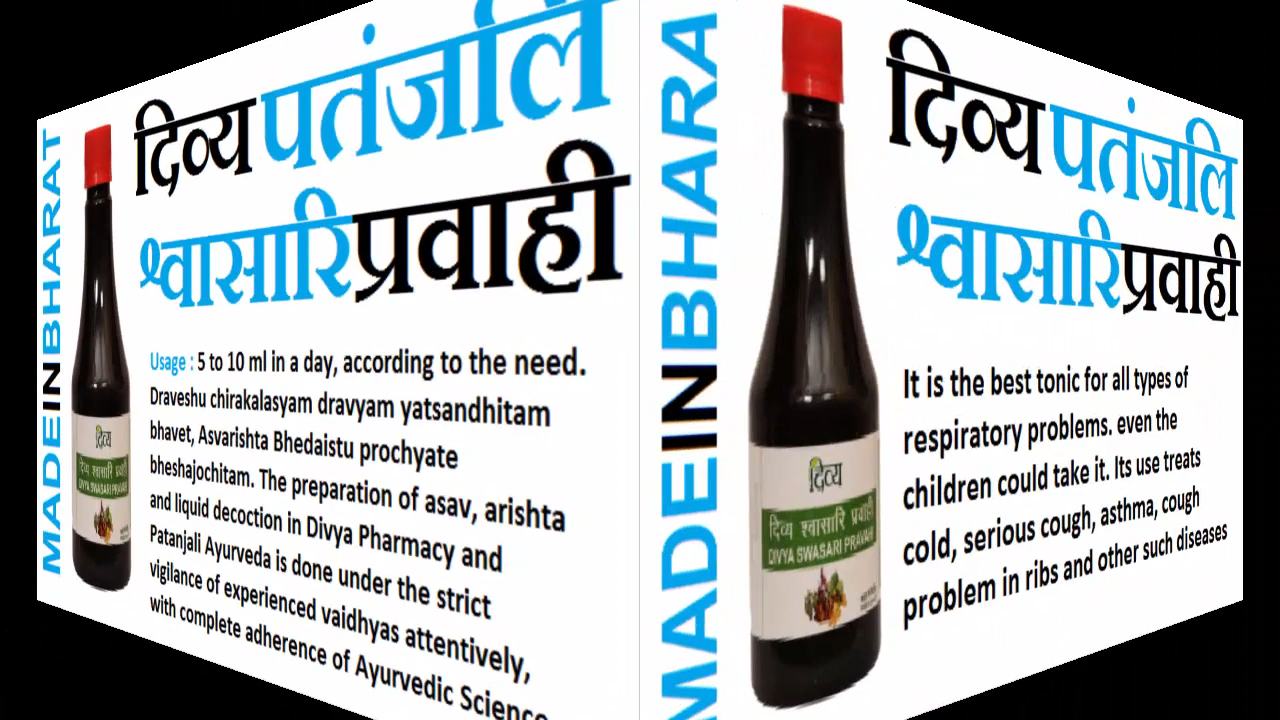 MADEINBHARAT
दिव्य पतंजलि
श्वासारि प्रवाही
Usage : 5 to 10 ml in a day, according to the need.
Draveshu chirakalasyam dravyam yatsandhitam
bhavet, Asvarishta Bhedaistu prochyate
bheshajochitam. The preparation of asav, arishta
and liquid decoction in Divya Pharmacy and
Patanjali Ayurveda is done under the strict
vigilance of experienced vaidhyas attentively,
with complete adherence of Ayurvedic Science
दिव्य
दिव्य श्वासारि प्रवाही
DIVYA SWASARI PRAVAHI
MADEINBHARA
दिव्य पतंजलि
श्वासारि प्रवाही
It is the best tonic for all types of
respiratory problems. even the
children could take it. Its use treats
cold, serious cough, asthma, cough
problem in ribs and other such diseases
दिव्य
दिव्य श्वासारि प्रवाही
DIVYA SWASARI PRAVAHI